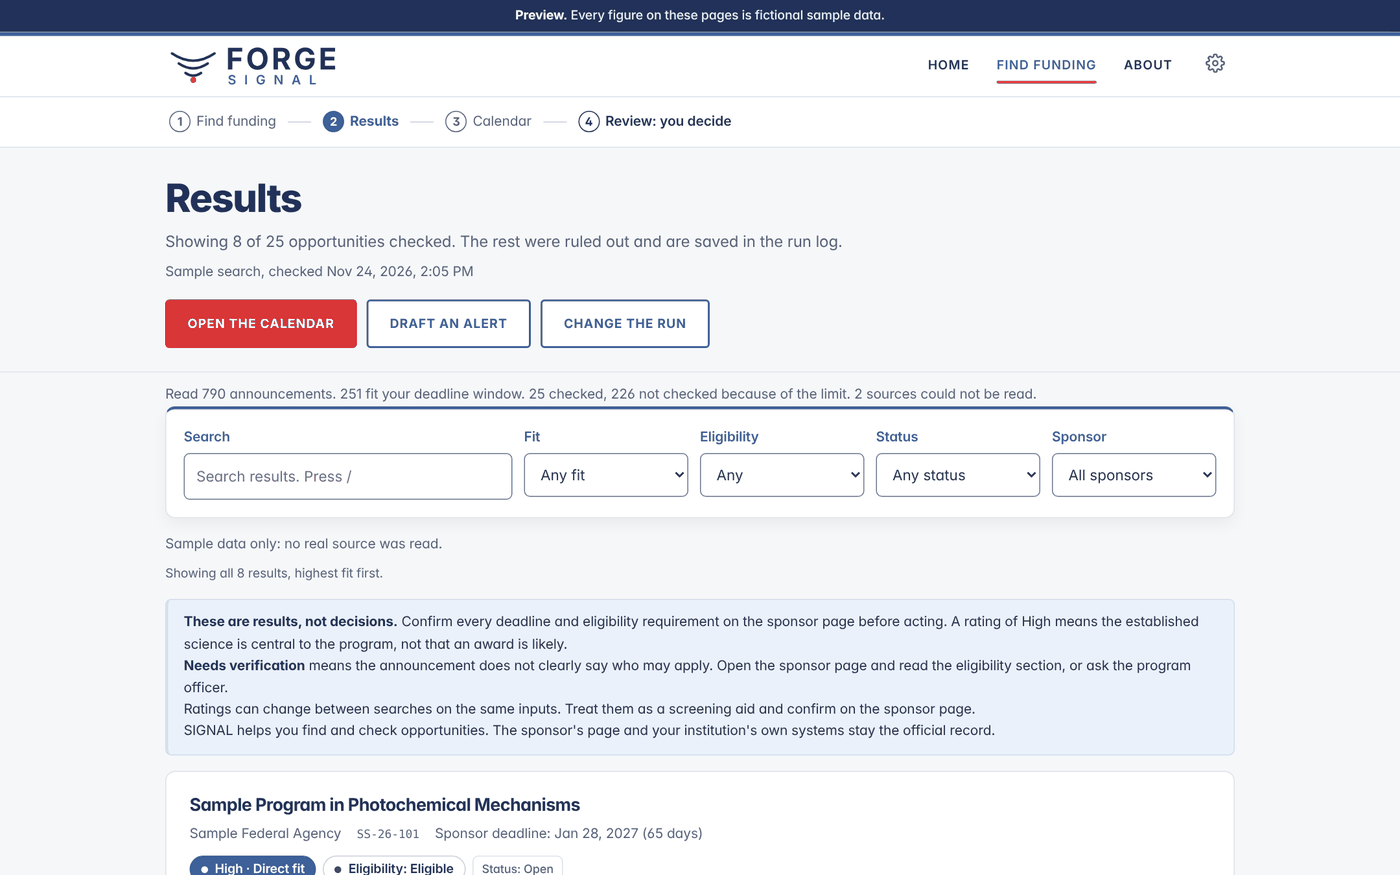 Preview. Every figure on these pages is fictional sample data.
FORGE
SIGNAL
HOME
FIND FUNDING
ABOUT
1 Find funding
2 Results
3 Calendar
4 Review: you decide
Results
Showing 8 of 25 opportunities checked. The rest were ruled out and are saved in the run log.
Sample search, checked Nov 24, 2026, 2:05 PM
OPEN THE CALENDAR
DRAFT AN ALERT
CHANGE THE RUN
Read 790 announcements. 251 fit your deadline window. 25 checked, 226 not checked because of the limit. 2 sources could not be read.
Search
Fit
Eligibility
Status
Sponsor
Search results. Press /
Any fit
Any
Any status
All sponsors
Sample data only: no real source was read.
Showing all 8 results, highest fit first.
These are results, not decisions. Confirm every deadline and eligibility requirement on the sponsor page before acting. A rating of High means the established
science is central to the program, not that an award is likely.
Needs verification means the announcement does not clearly say who may apply. Open the sponsor page and read the eligibility section, or ask the program
officer.
Ratings can change between searches on the same inputs. Treat them as a screening aid and confirm on the sponsor page.
SIGNAL helps you find and check opportunities. The sponsor's page and your institution's own systems stay the official record.
Sample Program in Photochemical Mechanisms
Sample Federal Agency SS-26-101 Sponsor deadline: Jan 28, 2027 (65 days)
High · Direct fit
Eligibility: Eligible
Status: Open